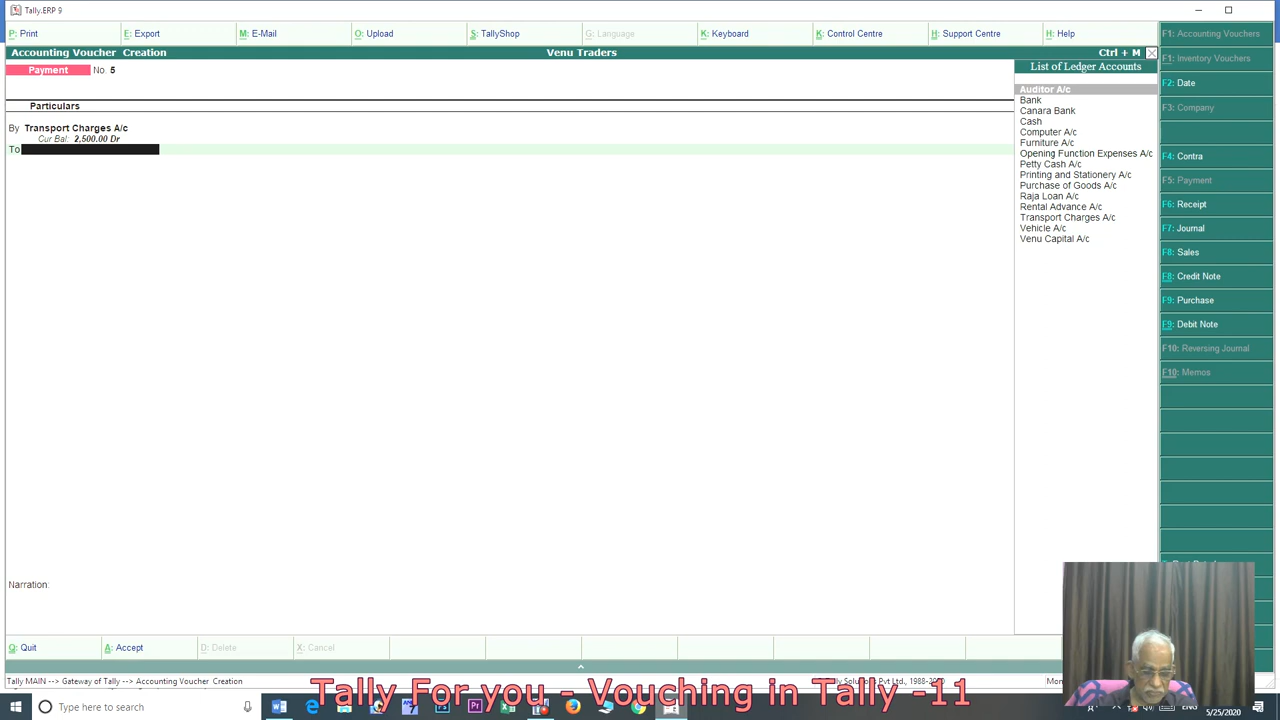 Tally.ERP 9
P: Print
E: Export
M: E-Mail
O: Upload
S: TallyShop
G: Language
K: Keyboard
K: Control Centre
H: Support Centre
H: Help
Accounting Voucher Creation
Venu Traders
Ctrl + M
Payment No. 5
Particulars
By Transport Charges A/c
Cur Bal: 2,500.00 Dr
To
Narration:
List of Ledger Accounts
Auditor A/c
Bank
Canara Bank
Cash
Computer A/c
Furniture A/c
Opening Function Expenses A/c
Petty Cash A/c
Printing and Stationery A/c
Purchase of Goods A/c
Raja Loan A/c
Rental Advance A/c
Transport Charges A/c
Vehicle A/c
Venu Capital A/c
F1: Accounting Vouchers
F1: Inventory Vouchers
F2: Date
F3: Company
F4: Contra
F5: Payment
F6: Receipt
F7: Journal
F8: Sales
F8: Credit Note
F9: Purchase
F9: Debit Note
F10: Reversing Journal
F10: Memos
Q: Quit
A: Accept
D: Delete
X: Cancel
Tally MAIN --> Gateway of Tally --> Accounting Voucher Creation
Tally For you - Vouching in Tally -11
Type here to search
ENG
5/25/2020